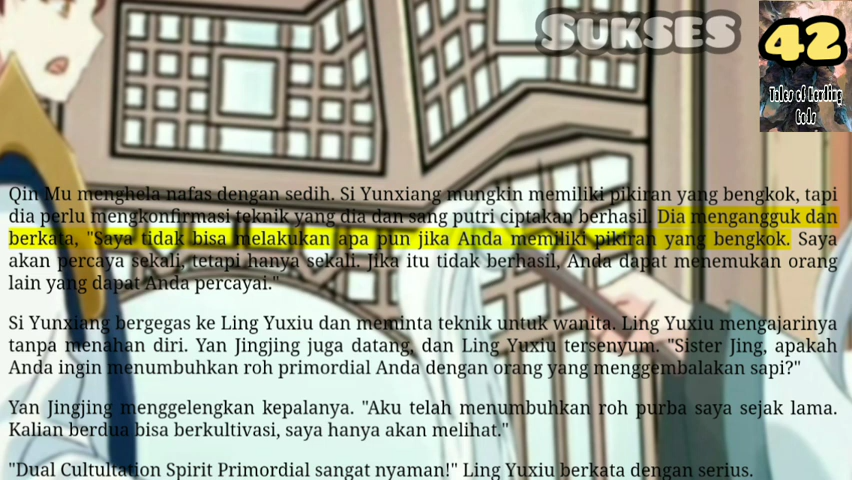 SUKSES
42
Tales of Herding
Gods
Qin Mu menghela nafas dengan sedih. Si Yunxiang mungkin memiliki pikiran yang bengkok, tapi
dia perlu mengkonfirmasi teknik yang dia dan sang putri ciptakan berhasil. Dia mengangguk dan
berkata, "Saya tidak bisa melakukan apa pun jika Anda memiliki pikiran yang bengkok. Saya
akan percaya sekali, tetapi hanya sekali. Jika itu tidak berhasil, Anda dapat menemukan orang
lain yang dapat Anda percayai."
Si Yunxiang bergegas ke Ling Yuxiu dan meminta teknik untuk wanita. Ling Yuxiu mengajarinya
tanpa menahan diri. Yan Jingjing juga datang, dan Ling Yuxiu tersenyum. "Sister Jing, apakah
Anda ingin menumbuhkan roh primordial Anda dengan orang yang menggembalakan sapi?"
Yan Jingjing menggelengkan kepalanya. "Aku telah menumbuhkan roh purba saya sejak lama.
Kalian berdua bisa berkultivasi, saya hanya akan melihat."
"Dual Cultultation Spirit Primordial sangat nyaman!" Ling Yuxiu berkata dengan serius.